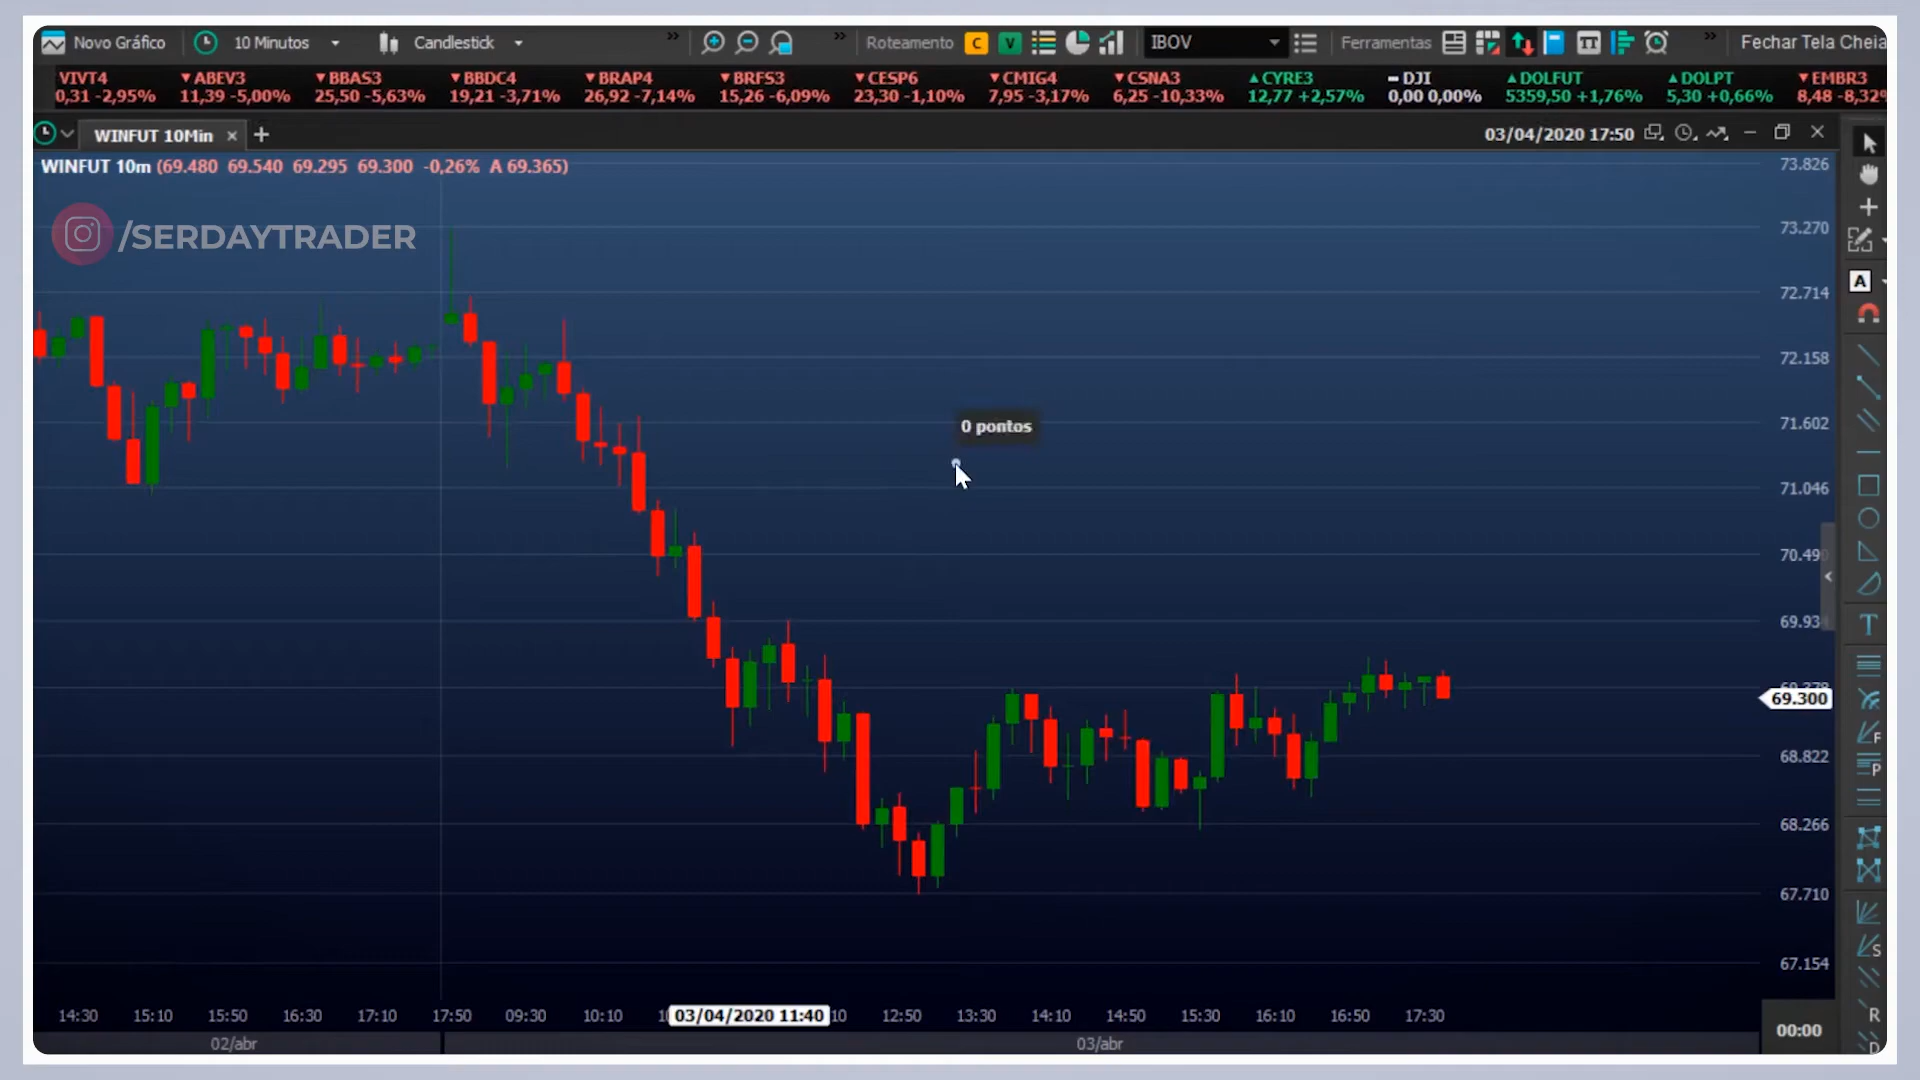 Novo Gráfico 10 Minutos Candlestick » » Roteamento C V IBOV Ferramentas » Fechar Tela Cheia
VIVT4 ▼ABEV3 ▼BBAS3 ▼BBDC4 ▼BRAP4 ▼BRFS3 ▼CESP6 ▼CMIG4 ▼CSNA3 ▲CYRE3 DJI ▲DOLFUT ▲DOLPT ▼EMBR3
0,31 -2,95% 11,39 -5,00% 25,50 -5,63% 19,21 -3,71% 26,92 -7,14% 15,26 -6,09% 23,30 -1,10% 7,95 -3,17% 6,25 -10,33% 12,77 +2,57% 0,00 0,00% 5359,50 +1,76% 5,30 +0,66% 8,48 -8,32%
WINFUT 10Min × + 03/04/2020 17:50
WINFUT 10m (69.480 69.540 69.295 69.300 -0,26% A 69.365)
/SERDAYTRADER
0 pontos
73.826
73.270
72.714
72.158
71.602
71.046
70.490
69.934
69.300
68.822
68.266
67.710
67.154
A
T
F
P
S
R
D
14:30 15:10 15:50 16:30 17:10 17:50 09:30 10:10 03/04/2020 11:40 12:50 13:30 14:10 14:50 15:30 16:10 16:50 17:30
00:00
02/abr 03/abr